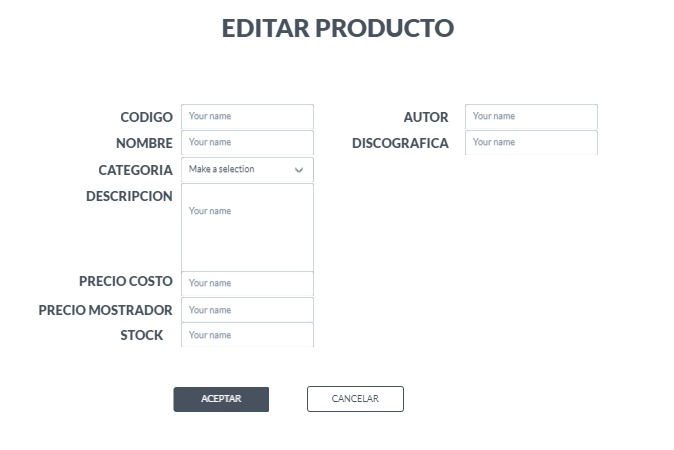 EDITAR PRODUCTO
CODIGO Your name AUTOR Your name
NOMBRE Your name DISCOGRAFICA Your name
CATEGORIA Make a selection
DESCRIPCION
Your name
PRECIO COSTO Your name
PRECIO MOSTRADOR Your name
STOCK Your name
ACEPTAR CANCELAR